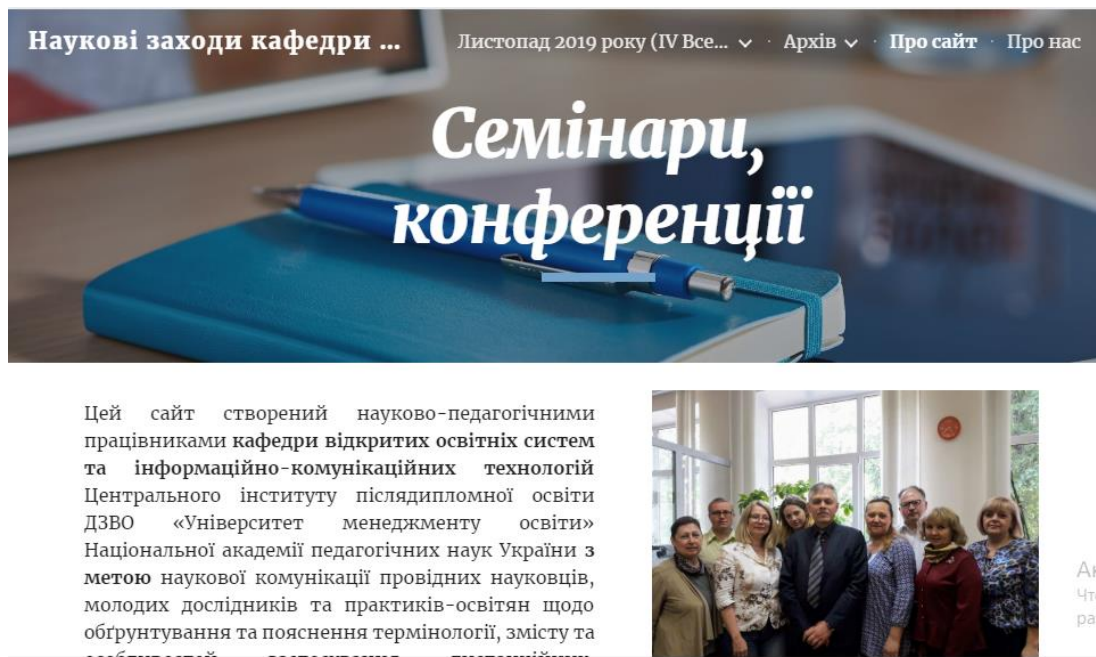 Наукові заходи кафедри ...
Листопад 2019 року (IV Все... · Архів · Про сайт · Про нас
Семінари,
конференції
Цей сайт створений науково-педагогічними
працівниками кафедри відкритих освітніх систем
та інформаційно-комунікаційних технологій
Центрального інституту післядипломної освіти
ДЗВО «Університет менеджменту освіти»
Національної академії педагогічних наук України з
метою наукової комунікації провідних науковців,
молодих дослідників та практиків-освітян щодо
обґрунтування та пояснення термінології, змісту та